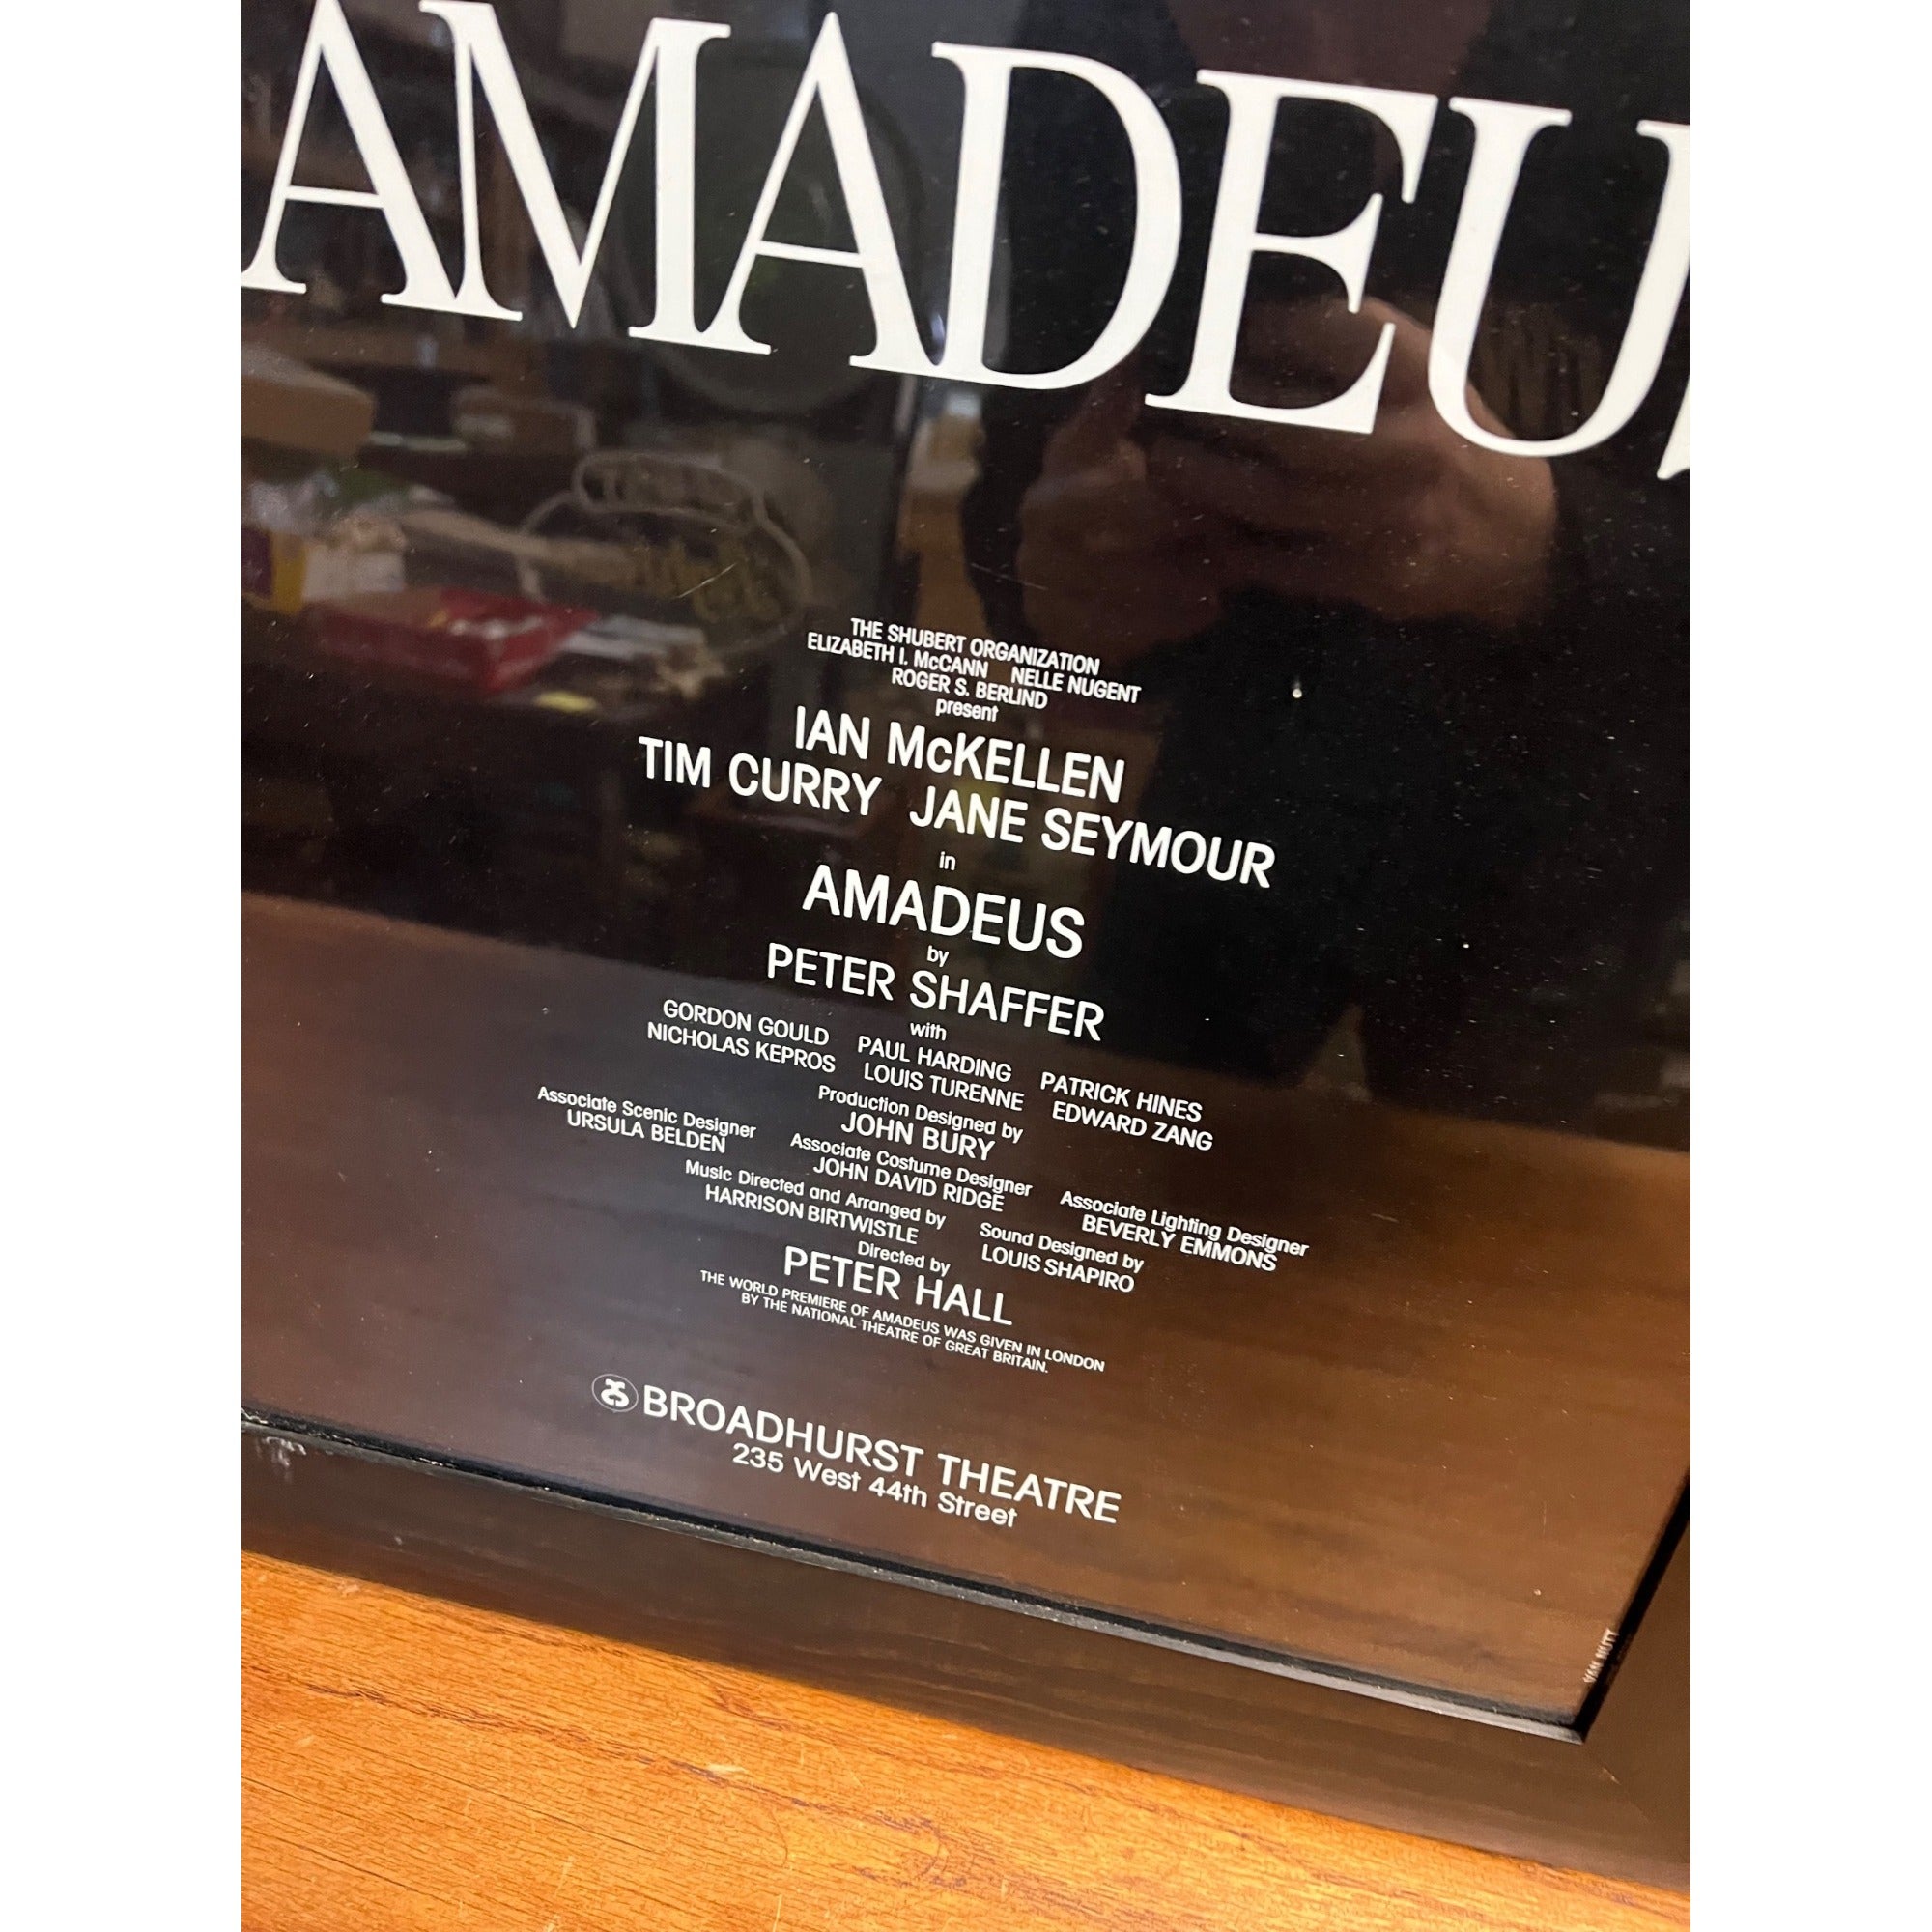 AMADEU
THE SHUBERT ORGANIZATION
ELIZABETH I. McCANN NELLE NUGENT
ROGER S. BERLIND
present
IAN McKELLEN
TIM CURRY JANE SEYMOUR
in
AMADEUS
by
PETER SHAFFER
with
GORDON GOULD PAUL HARDING PATRICK HINES
NICHOLAS KEPROS LOUIS TURENNE EDWARD ZANG
Production Designed by
JOHN BURY
Associate Scenic Designer Associate Costume Designer Associate Lighting Designer
URSULA BELDEN JOHN DAVID RIDGE BEVERLY EMMONS
Music Directed and Arranged by Sound Designed by
HARRISON BIRTWISTLE LOUIS SHAPIRO
Directed by
PETER HALL
THE WORLD PREMIERE OF AMADEUS WAS GIVEN IN LONDON
BY THE NATIONAL THEATRE OF GREAT BRITAIN.
BROADHURST THEATRE
235 West 44th Street
VAN NUTT